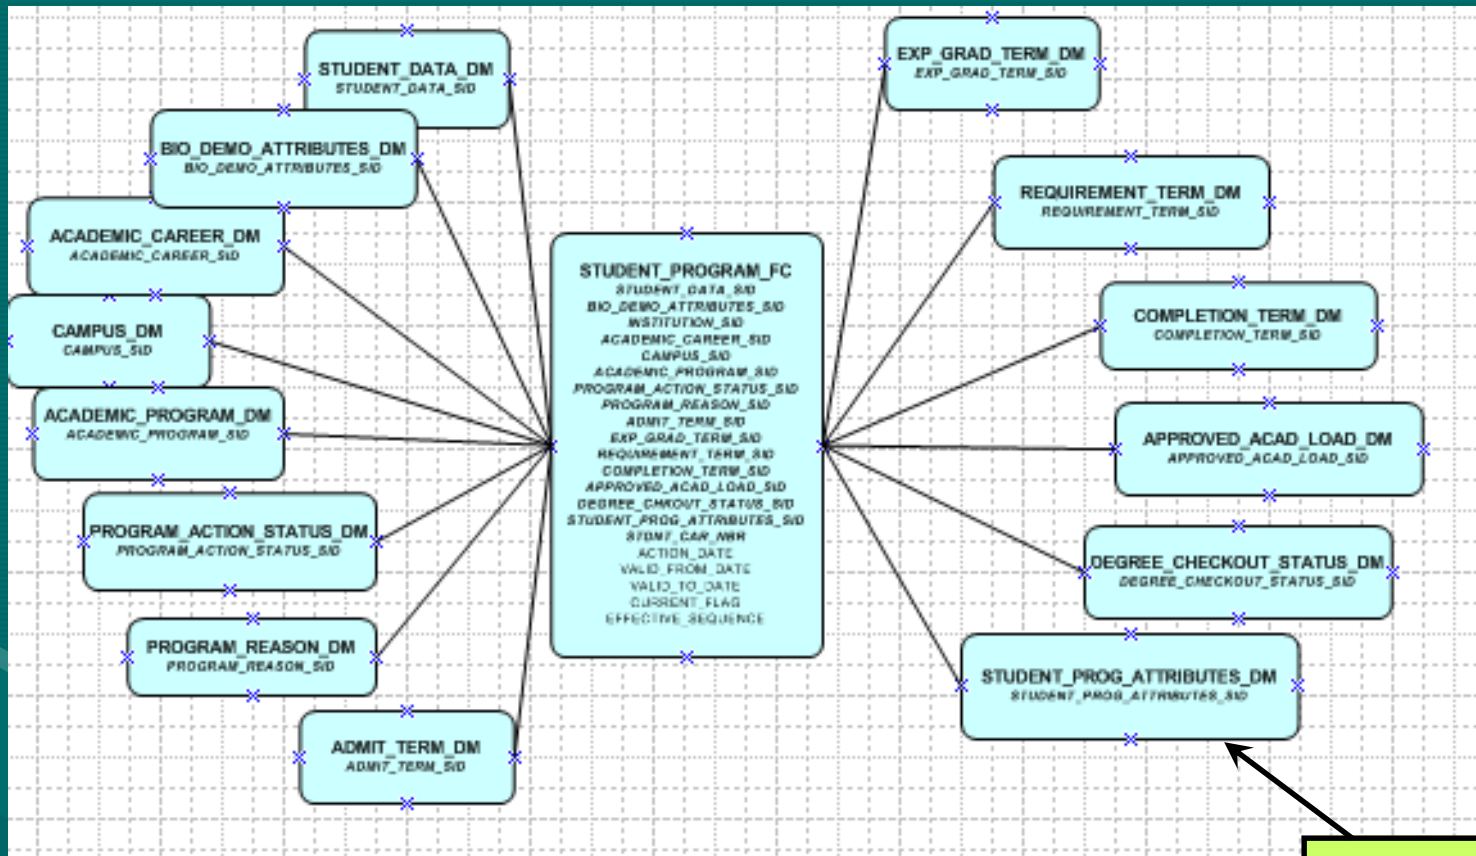 STUDENT_DATA_DM
STUDENT_DATA_SID
BIO_DEMO_ATTRIBUTES_DM
BIO_DEMO_ATTRIBUTES_SID
ACADEMIC_CAREER_DM
ACADEMIC_CAREER_SID
CAMPUS_DM
CAMPUS_SID
ACADEMIC_PROGRAM_DM
ACADEMIC_PROGRAM_SID
PROGRAM_ACTION_STATUS_DM
PROGRAM_ACTION_STATUS_SID
PROGRAM_REASON_DM
PROGRAM_REASON_SID
ADMIT_TERM_DM
ADMIT_TERM_SID
STUDENT_PROGRAM_FC
STUDENT_DATA_SID
BIO_DEMO_ATTRIBUTES_SID
INSTITUTION_SID
ACADEMIC_CAREER_SID
CAMPUS_SID
ACADEMIC_PROGRAM_SID
PROGRAM_ACTION_STATUS_SID
PROGRAM_REASON_SID
ADMIT_TERM_SID
EXP_GRAD_TERM_SID
REQUIREMENT_TERM_SID
COMPLETION_TERM_SID
APPROVED_ACAD_LOAD_SID
DEGREE_CHKOUT_STATUS_SID
STUDENT_PROG_ATTRIBUTES_SID
STDNT_CAR_NBR
ACTION_DATE
VALID_FROM_DATE
VALID_TO_DATE
CURRENT_FLAG
EFFECTIVE_SEQUENCE
EXP_GRAD_TERM_DM
EXP_GRAD_TERM_SID
REQUIREMENT_TERM_DM
REQUIREMENT_TERM_SID
COMPLETION_TERM_DM
COMPLETION_TERM_SID
APPROVED_ACAD_LOAD_DM
APPROVED_ACAD_LOAD_SID
DEGREE_CHECKOUT_STATUS_DM
DEGREE_CHECKOUT_STATUS_SID
STUDENT_PROG_ATTRIBUTES_DM
STUDENT_PROG_ATTRIBUTES_SID